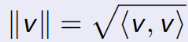 ‖v‖ = √⟨v, v⟩